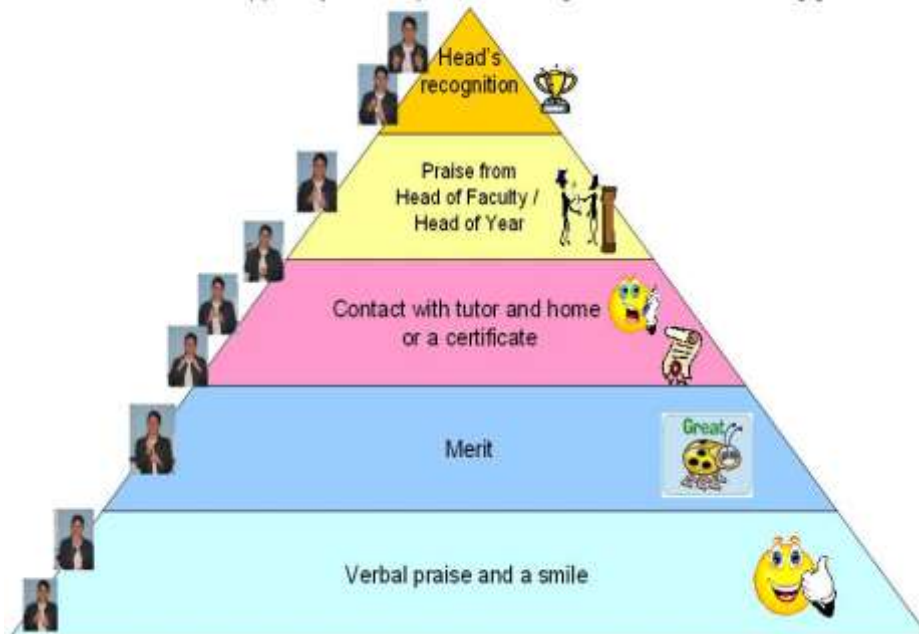 Head's
recognition
Praise from
Head of Faculty /
Head of Year
Contact with tutor and home
or a certificate
Merit
Great
Verbal praise and a smile